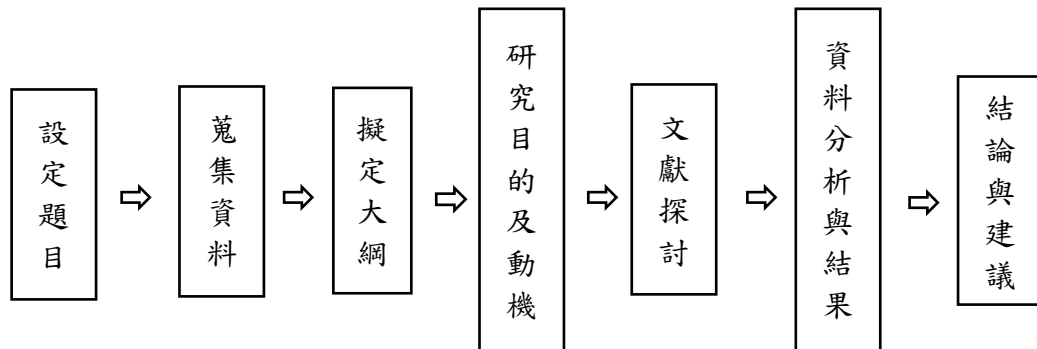 設定題目
蒐集資料
擬定大綱
研究目的及動機
文獻探討
資料分析與結果
結論與建議